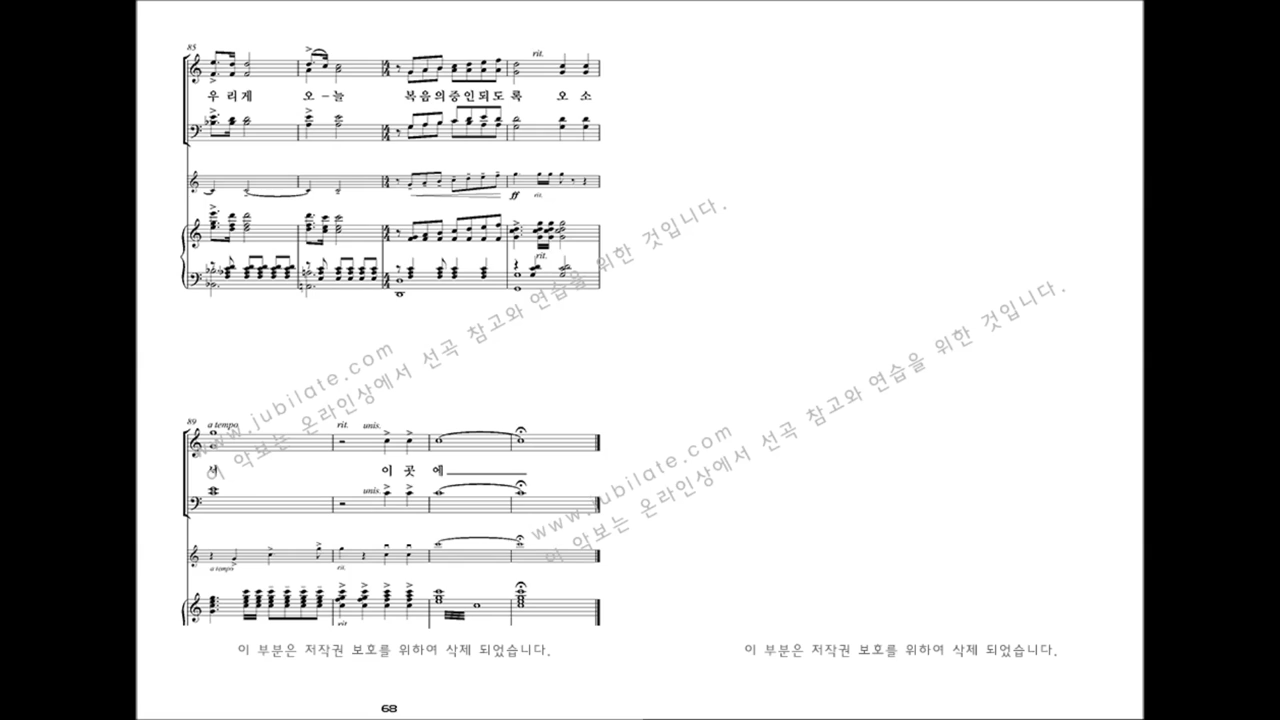 85
rit.
우 리 게 오 - 늘 복 음 의 증 인 되 도 록 오 소
ff rit.
rit.
www.jubilate.com
이 악보는 온라인상에서 선곡 참고와 연습을 위한 것입니다.
89
a tempo rit. unis.
서 이 곳 에
unis.
a tempo rit.
rit.
www.jubilate.com
이 악보는 온라인상에서 선곡 참고와 연습을 위한 것입니다.
이 부분은 저작권 보호를 위하여 삭제 되었습니다.
이 부분은 저작권 보호를 위하여 삭제 되었습니다.
68